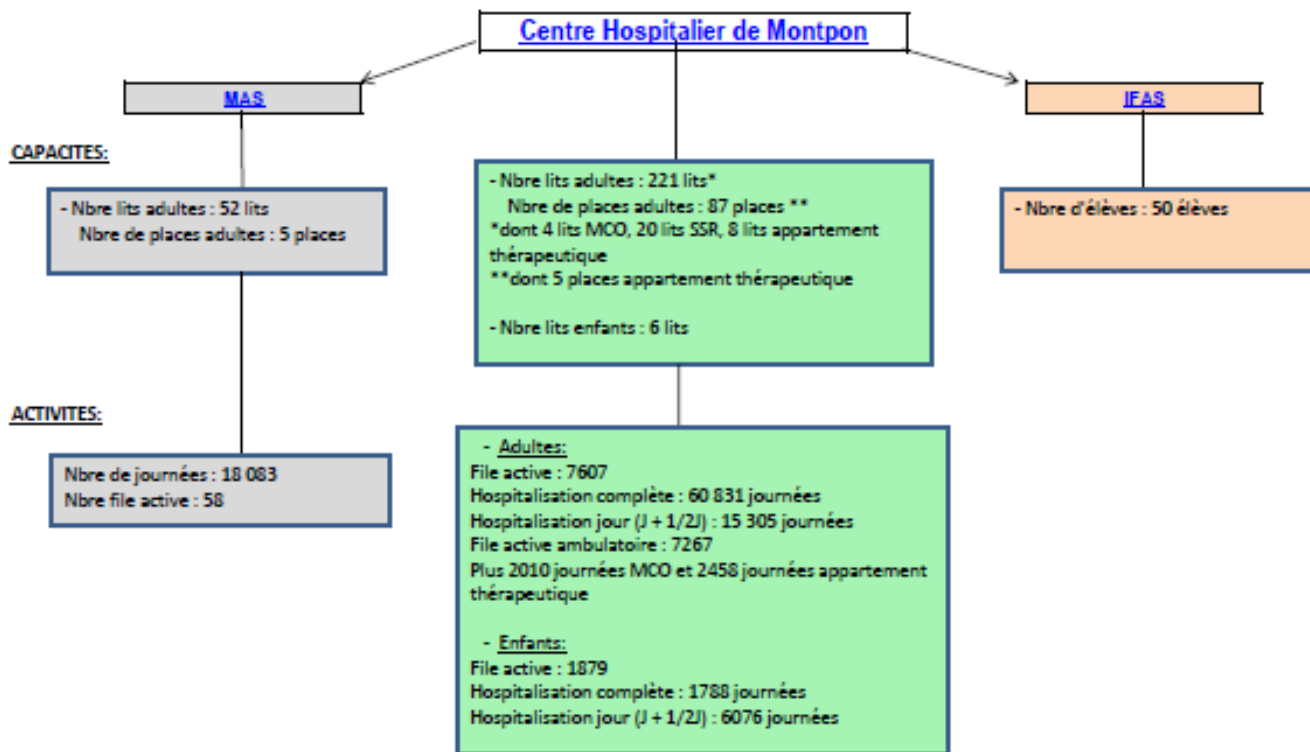 Centre Hospitalier de Montpon
MAS
IFAS
CAPACITES:
- Nbre lits adultes : 52 lits
Nbre de places adultes : 5 places
- Nbre lits adultes : 221 lits*
Nbre de places adultes : 87 places **
*dont 4 lits MCO, 20 lits SSR, 8 lits appartement
thérapeutique
**dont 5 places appartement thérapeutique
- Nbre lits enfants : 6 lits
- Nbre d'élèves : 50 élèves
ACTIVITES:
Nbre de journées : 18 083
Nbre file active : 58
- Adultes:
File active : 7607
Hospitalisation complète : 60 831 journées
Hospitalisation jour (J + 1/2J) : 15 305 journées
File active ambulatoire : 7267
Plus 2010 journées MCO et 2458 journées appartement
thérapeutique
- Enfants:
File active : 1879
Hospitalisation complète : 1788 journées
Hospitalisation jour (J + 1/2J) : 6076 journées